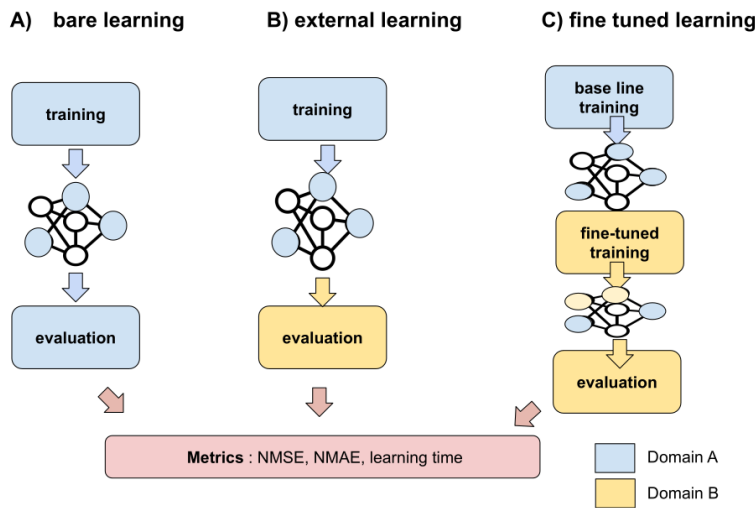 A) bare learning
B) external learning
C) fine tuned learning
training
evaluation
training
evaluation
base line
training
fine-tuned
training
evaluation
Metrics : NMSE, NMAE, learning time
Domain A
Domain B